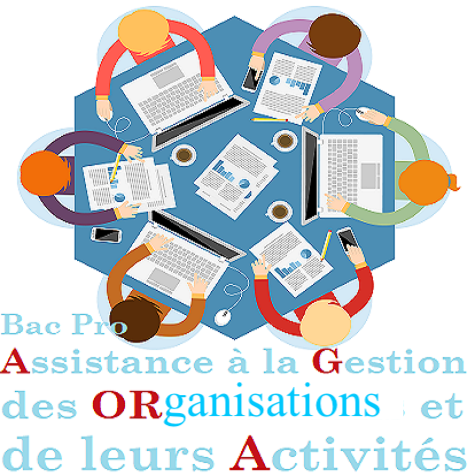 Bac Pro
Assistance à la Gestion
des ORganisations et
de leurs Activités